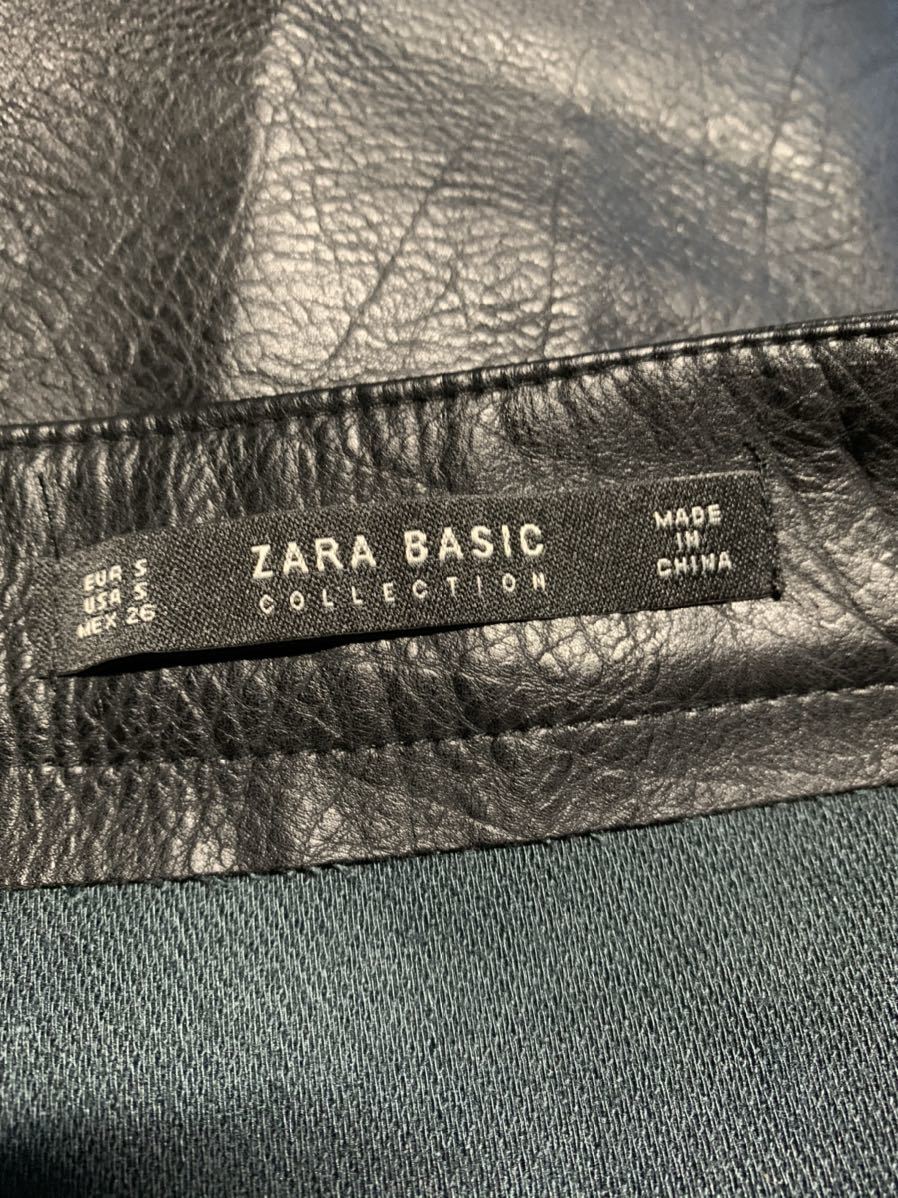 EUR S
USA S
MEX 26
ZARA BASIC
COLLECTION
MADE
IN
CHINA